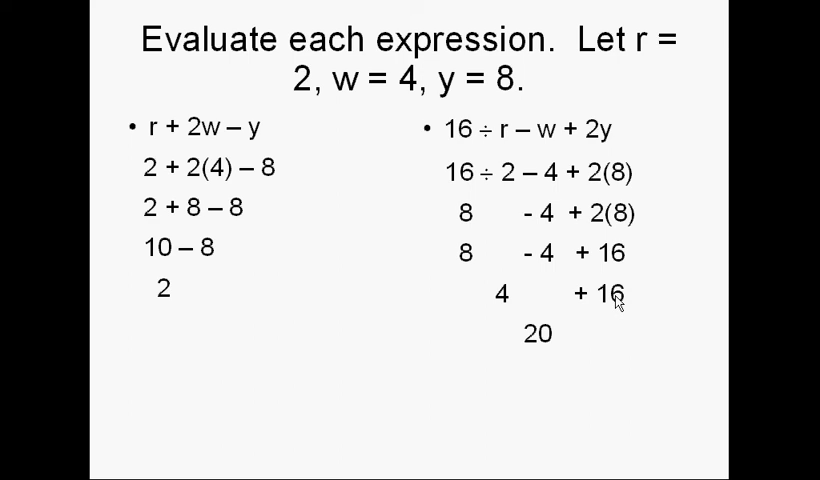 Evaluate each expression. Let r =
2, w = 4, y = 8.
• r + 2w – y
2 + 2(4) – 8
2 + 8 – 8
10 – 8
2
• 16 ÷ r – w + 2y
16 ÷ 2 – 4 + 2(8)
8 - 4 + 2(8)
8 - 4 + 16
4 + 16
20